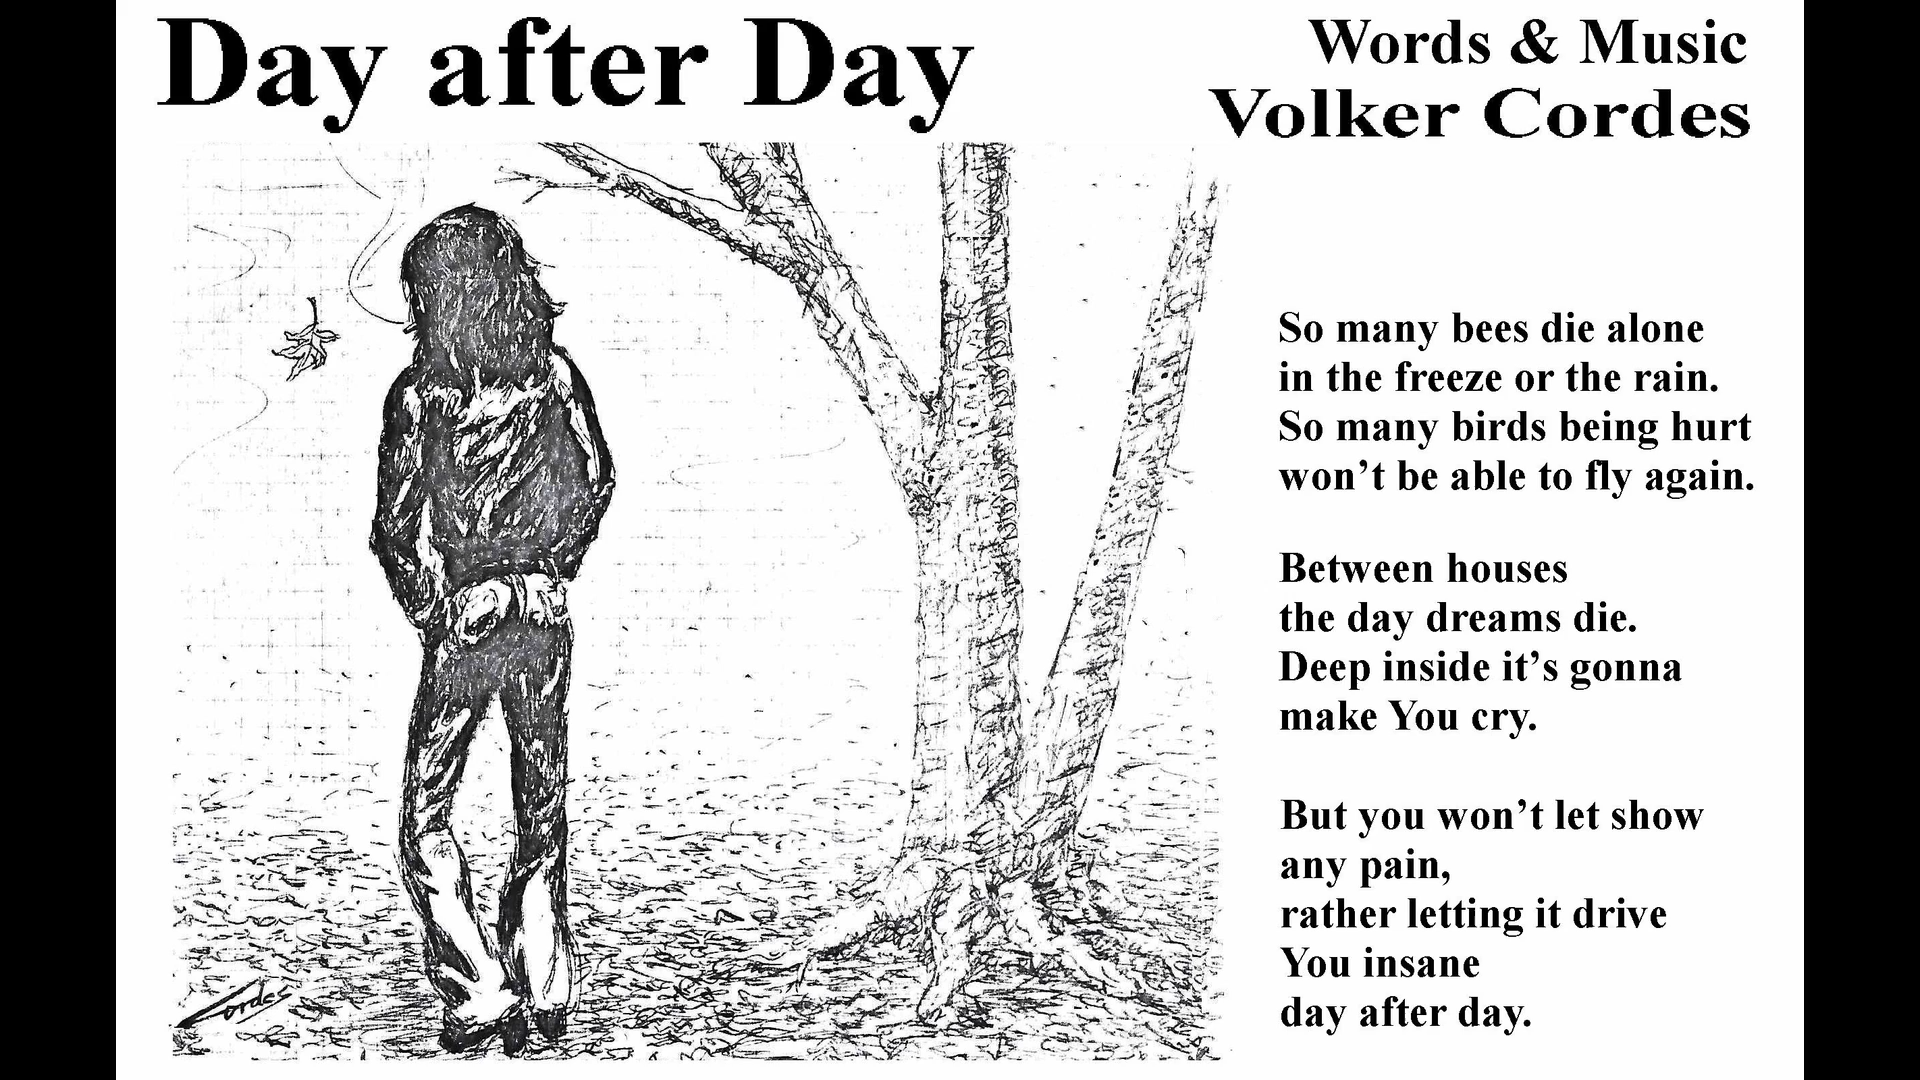 Day after Day
Words & Music
Volker Cordes
So many bees die alone
in the freeze or the rain.
So many birds being hurt
won’t be able to fly again.
Between houses
the day dreams die.
Deep inside it’s gonna
make You cry.
But you won’t let show
any pain,
rather letting it drive
You insane
day after day.
Cordes